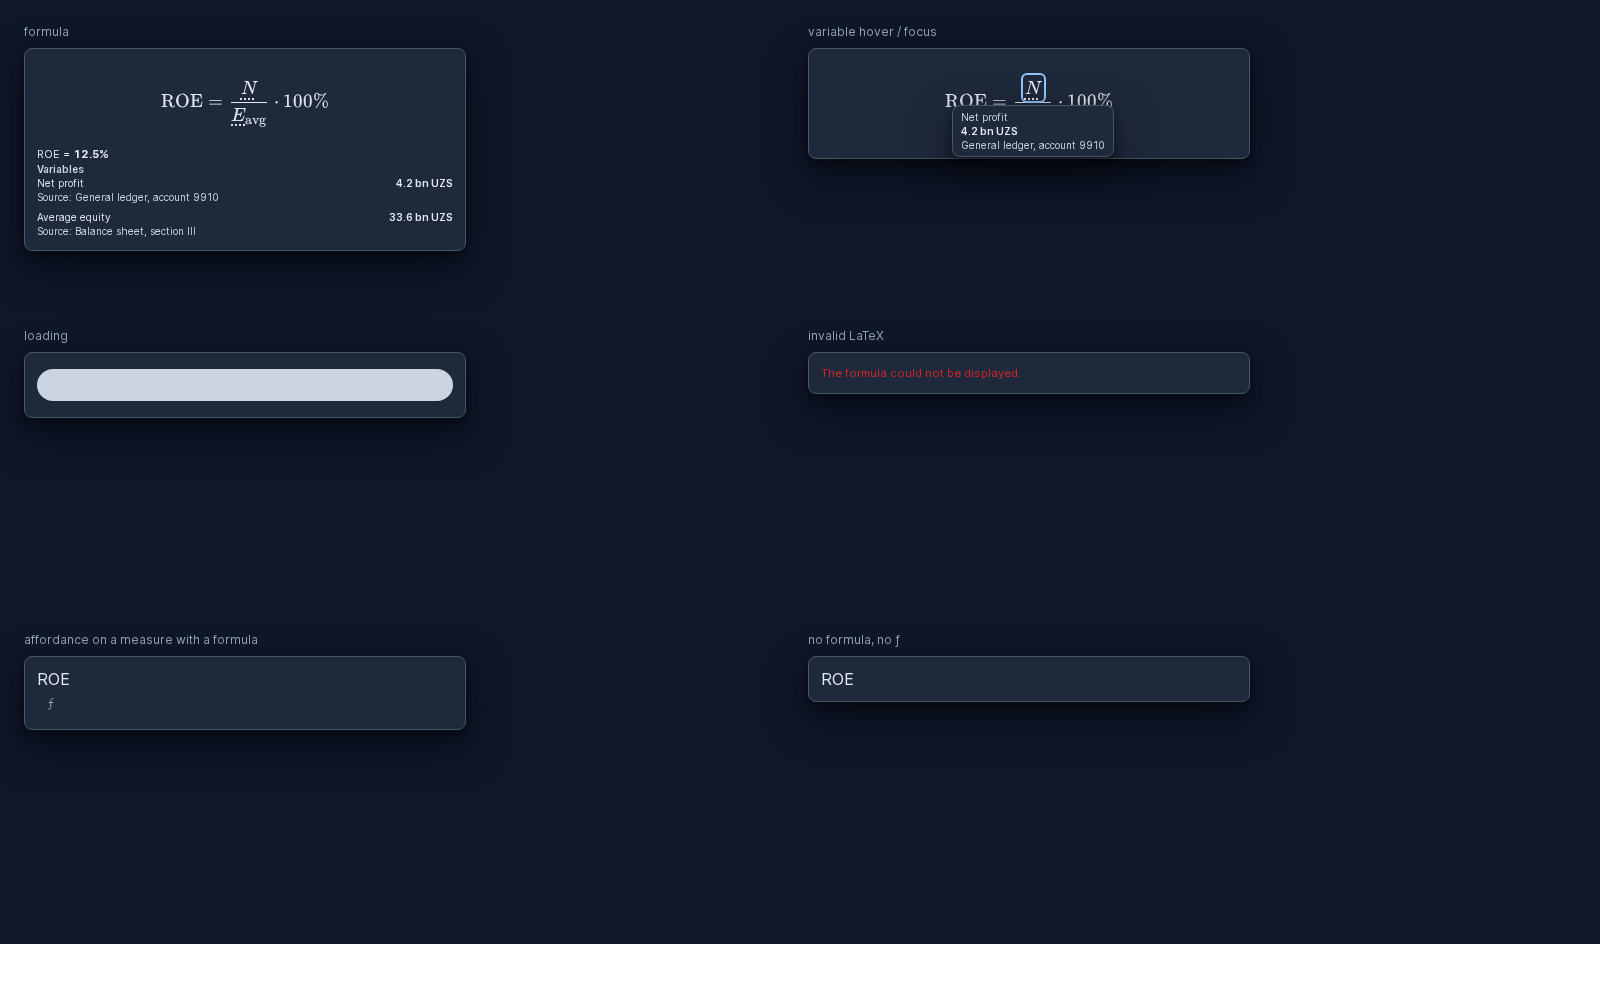 formula
ROE = N / E_avg · 100%
ROE = 12.5%
Variables
Net profit 4.2 bn UZS
Source: General ledger, account 9910
Average equity 33.6 bn UZS
Source: Balance sheet, section III
variable hover / focus
ROE = N · 100%
Net profit
4.2 bn UZS
General ledger, account 9910
loading
invalid LaTeX
The formula could not be displayed.
affordance on a measure with a formula
ROE
ƒ
no formula, no ƒ
ROE